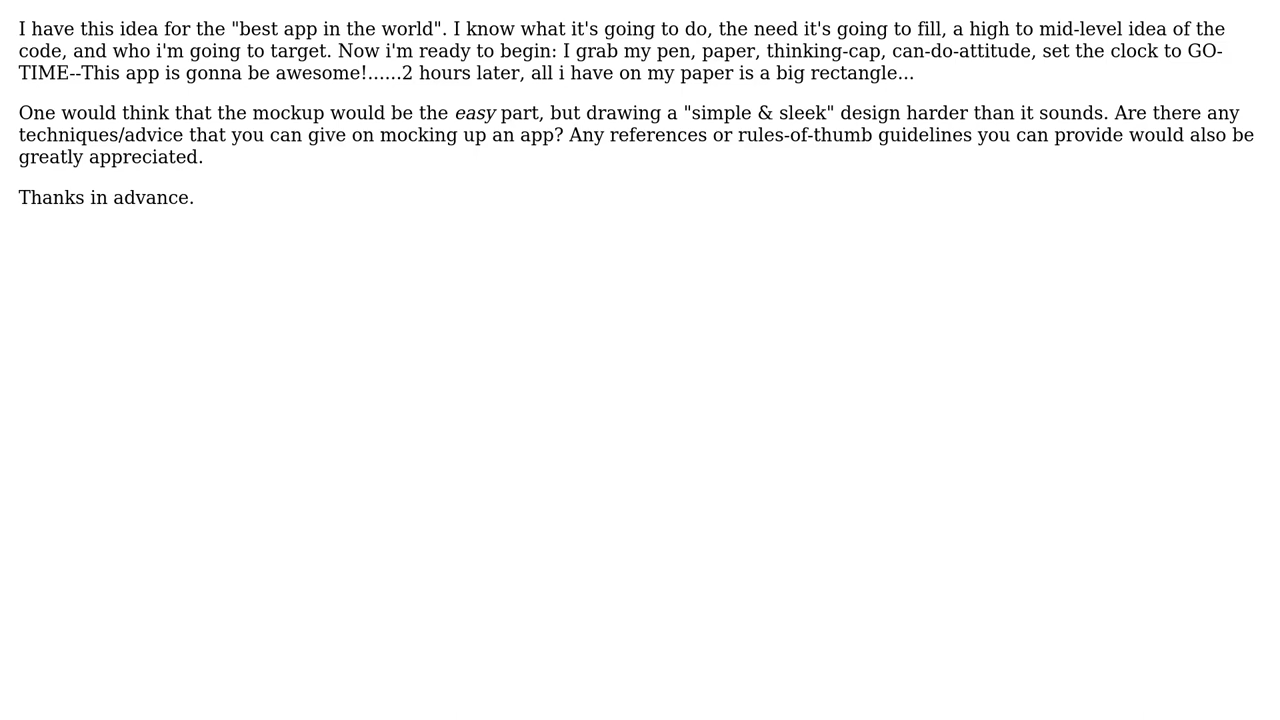 I have this idea for the "best app in the world". I know what it's going to do, the need it's going to fill, a high to mid-level idea of the
code, and who i'm going to target. Now i'm ready to begin: I grab my pen, paper, thinking-cap, can-do-attitude, set the clock to GO-
TIME--This app is gonna be awesome!......2 hours later, all i have on my paper is a big rectangle...
One would think that the mockup would be the easy part, but drawing a "simple & sleek" design harder than it sounds. Are there any
techniques/advice that you can give on mocking up an app? Any references or rules-of-thumb guidelines you can provide would also be
greatly appreciated.
Thanks in advance.